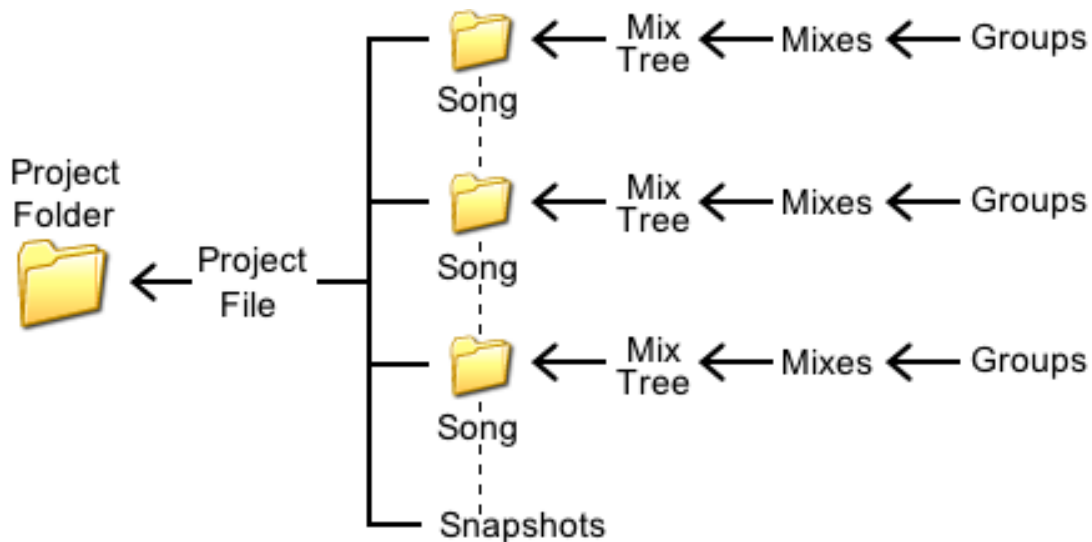 Mix
Tree
Mixes
Groups
Song
Project
Folder
Mix
Tree
Mixes
Groups
Project
File
Song
Mix
Tree
Mixes
Groups
Song
Snapshots